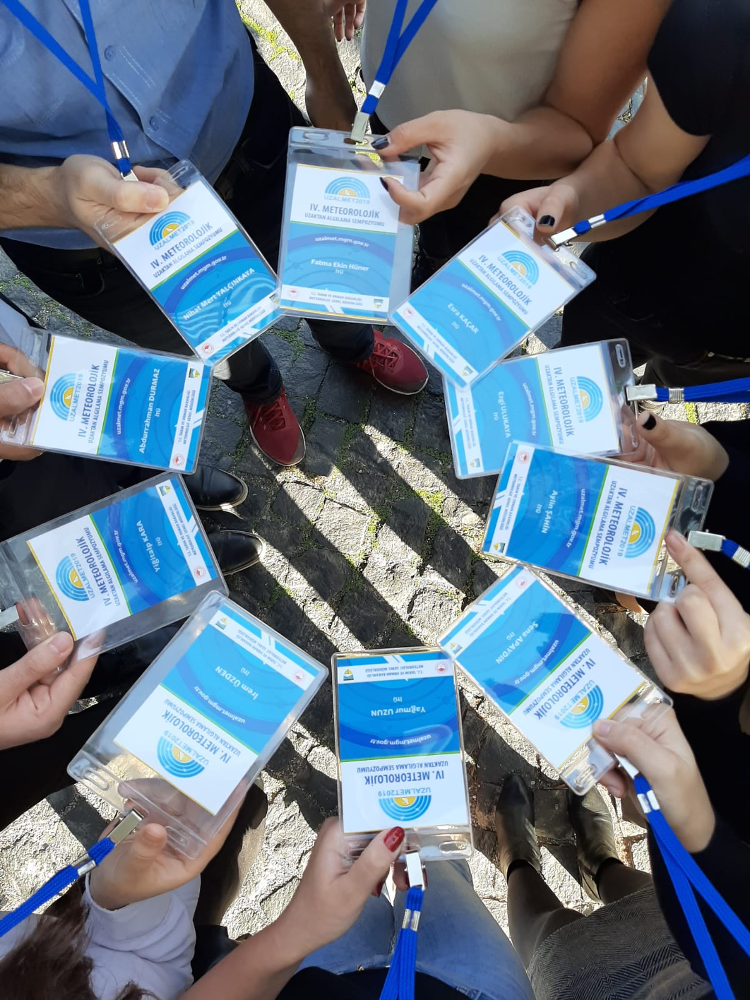 UZALMET2019
IV. METEOROLOJİK
UZAKTAN ALGILAMA SEMPOZYUMU
uzalmet.mgm.gov.tr
Fatma Ekin Hüner
İTÜ
T.C. TARIM VE ORMAN BAKANLIĞI
METEOROLOJİ GENEL MÜDÜRLÜĞÜ
UZALMET2019
IV. METEOROLOJİK
UZAKTAN ALGILAMA SEMPOZYUMU
uzalmet.mgm.gov.tr
Esra KAÇAR
İTÜ
T.C. TARIM VE ORMAN BAKANLIĞI
METEOROLOJİ GENEL MÜDÜRLÜĞÜ
UZALMET2019
IV. METEOROLOJİK
UZAKTAN ALGILAMA SEMPOZYUMU
uzalmet.mgm.gov.tr
Ezgi ULUKAYA
İTÜ
T.C. TARIM VE ORMAN BAKANLIĞI
METEOROLOJİ GENEL MÜDÜRLÜĞÜ
UZALMET2019
IV. METEOROLOJİK
UZAKTAN ALGILAMA SEMPOZYUMU
uzalmet.mgm.gov.tr
Aylin ŞAHİN
İTÜ
T.C. TARIM VE ORMAN BAKANLIĞI
METEOROLOJİ GENEL MÜDÜRLÜĞÜ
UZALMET2019
IV. METEOROLOJİK
UZAKTAN ALGILAMA SEMPOZYUMU
uzalmet.mgm.gov.tr
Sena APAYDIN
İTÜ
T.C. TARIM VE ORMAN BAKANLIĞI
METEOROLOJİ GENEL MÜDÜRLÜĞÜ
UZALMET2019
IV. METEOROLOJİK
UZAKTAN ALGILAMA SEMPOZYUMU
uzalmet.mgm.gov.tr
Yağmur UZUN
İTÜ
T.C. TARIM VE ORMAN BAKANLIĞI
METEOROLOJİ GENEL MÜDÜRLÜĞÜ
UZALMET2019
IV. METEOROLOJİK
UZAKTAN ALGILAMA SEMPOZYUMU
uzalmet.mgm.gov.tr
İrem ÜZDEN
İTÜ
T.C. TARIM VE ORMAN BAKANLIĞI
METEOROLOJİ GENEL MÜDÜRLÜĞÜ
UZALMET2019
IV. METEOROLOJİK
UZAKTAN ALGILAMA SEMPOZYUMU
uzalmet.mgm.gov.tr
Yiğitalp KARA
İTÜ
T.C. TARIM VE ORMAN BAKANLIĞI
METEOROLOJİ GENEL MÜDÜRLÜĞÜ
UZALMET2019
IV. METEOROLOJİK
UZAKTAN ALGILAMA SEMPOZYUMU
uzalmet.mgm.gov.tr
Abdurrahman DURMAZ
İTÜ
T.C. TARIM VE ORMAN BAKANLIĞI
METEOROLOJİ GENEL MÜDÜRLÜĞÜ
UZALMET2019
IV. METEOROLOJİK
UZAKTAN ALGILAMA SEMPOZYUMU
uzalmet.mgm.gov.tr
Nihat Mert YALÇINKAYA
İTÜ
T.C. TARIM VE ORMAN BAKANLIĞI
METEOROLOJİ GENEL MÜDÜRLÜĞÜ